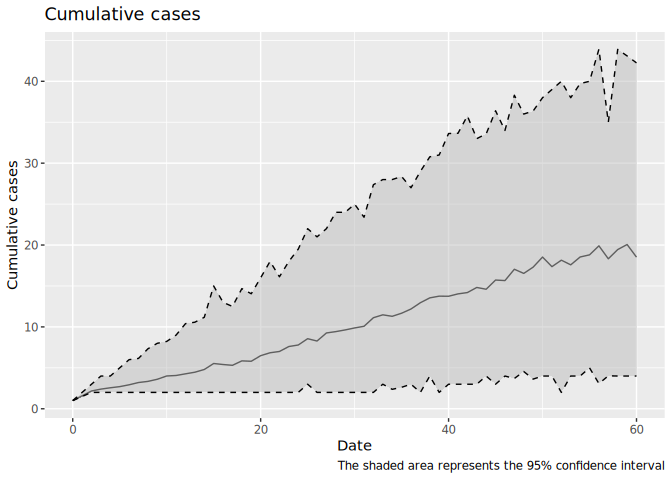 Cumulative cases
Cumulative cases
40
30
20
10
0
0
20
40
60
Date
The shaded area represents the 95% confidence interval